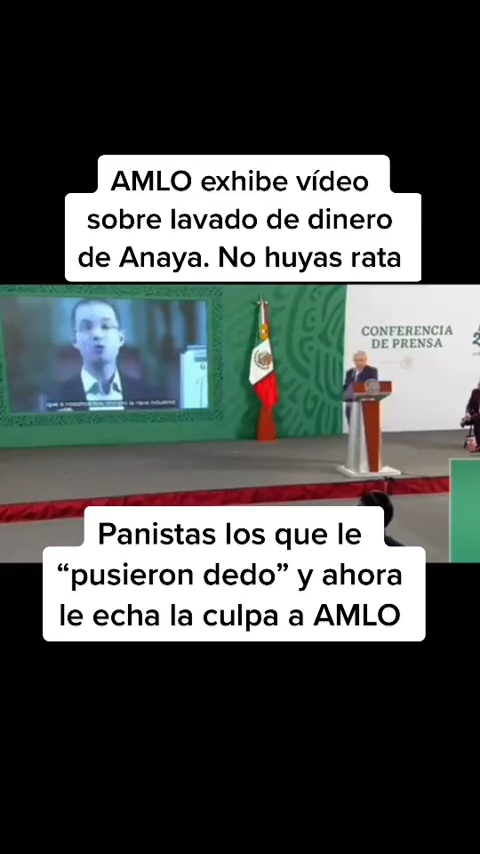 AMLO exhibe vídeo
sobre lavado de dinero
de Anaya. No huyas rata
CONFERENCIA
DE PRENSA
Panistas los que le
“pusieron dedo” y ahora
le echa la culpa a AMLO